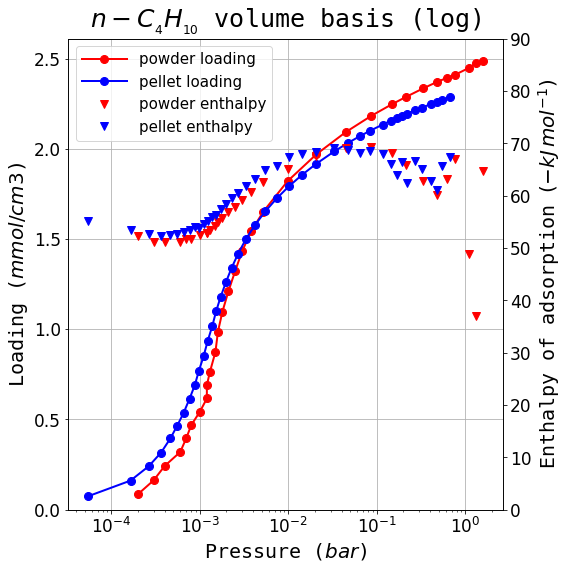 n − C₄H₁₀ volume basis (log)
powder loading
pellet loading
powder enthalpy
pellet enthalpy
Loading (mmol/cm3)
2.5
2.0
1.5
1.0
0.5
0.0
90
80
70
60
50
40
30
20
10
0
Enthalpy of adsorption (−kJmol⁻¹)
10⁻⁴ 10⁻³ 10⁻² 10⁻¹ 10⁰
Pressure (bar)